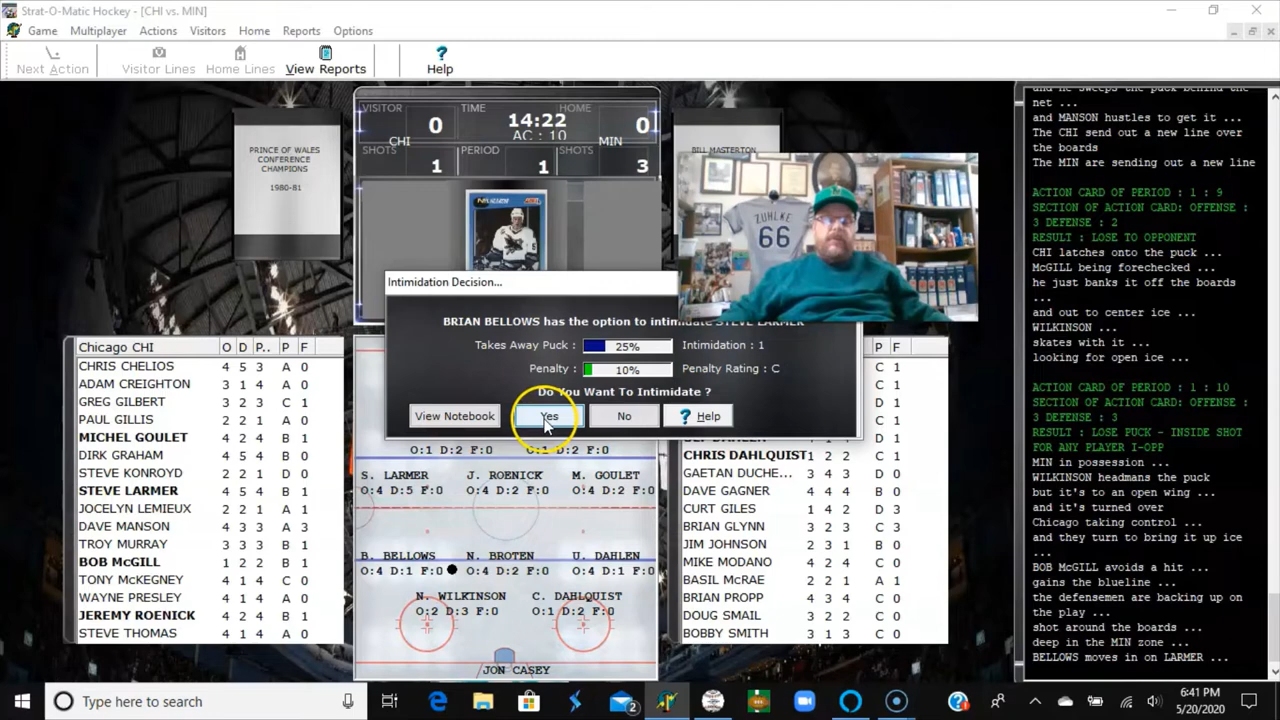 Strat-O-Matic Hockey - [CHI vs. MIN]
Game Multiplayer Actions Visitors Home Reports Options
Next Action Visitor Lines Home Lines View Reports Help
PRINCE OF WALES
CONFERENCE
CHAMPIONS
1980-81
VISITOR TIME HOME
0 14:22 0
CHI AC : 10 MIN
SHOTS PERIOD SHOTS
1 1 3
BILL MASTERTON
ZUHLKE
66
Intimidation Decision...
BRIAN BELLOWS has the option to intimidate STEVE LARMER
Takes Away Puck : 25% Intimidation : 1
Penalty : 10% Penalty Rating : C
Do You Want To Intimidate ?
View Notebook Yes No Help
Chicago CHI O D P.. P F
CHRIS CHELIOS 4 5 3 A 0
ADAM CREIGHTON 3 1 4 B 0
GREG GILBERT 3 2 3 C 1
PAUL GILLIS 2 2 1 A 0
MICHEL GOULET 4 2 4 B 1
DIRK GRAHAM 4 2 4 B 0
STEVE KONROYD 2 2 1 D 0
STEVE LARMER 4 5 4 B 1
JOCELYN LEMIEUX 2 2 1 A 1
DAVE MANSON 4 3 3 A 3
TROY MURRAY 3 3 3 B 1
BOB McGILL 1 2 2 B 1
TONY McKEGNEY 4 1 4 C 0
WAYNE PRESLEY 4 1 4 A 0
JEREMY ROENICK 4 2 4 B 1
STEVE THOMAS 4 1 4 A 0
O:1 D:2 F:0 O:1 D:2 F:0
S. LARMER J. ROENICK M. GOULET
O:4 D:5 F:0 O:4 D:2 F:0 O:4 D:2 F:0
B. BELLOWS N. BROTEN U. DAHLEN
O:4 D:1 F:0 O:4 D:2 F:0 O:4 D:1 F:0
N. WILKINSON C. DAHLQUIST
O:2 D:3 F:0 O:1 D:2 F:0
JON CASEY
P F
C 1
C 1
C 1
C 0
C 0
ULF DAHLEN
CHRIS DAHLQUIST 1 2 2 C 0
GAETAN DUCHE... 3 4 3 D 0
DAVE GAGNER 4 4 4 B 0
CURT GILES 1 4 2 D 3
BRIAN GLYNN 3 2 3 C 3
JIM JOHNSON 2 3 1 B 1
MIKE MODANO 4 2 4 C 0
BASIL McRAE 2 2 1 A 1
BRIAN PROPP 4 3 4 C 0
DOUG SMAIL 3 2 2 C 0
BOBBY SMITH 3 1 3 C 0
and he sweeps the puck behind the
net ...
and MANSON hustles to get it ...
The CHI send out a new line over
the boards
The MIN are sending out a new line
ACTION CARD OF PERIOD : 1 : 9
SECTION OF ACTION CARD: OFFENSE :
3 DEFENSE : 2
RESULT : LOSE TO OPPONENT
CHI latches onto the puck ...
McGILL being forechecked ...
he just banks it off the boards
...
and out to center ice ...
WILKINSON ...
skates with it ...
looking for open ice ...
ACTION CARD OF PERIOD : 1 : 10
SECTION OF ACTION CARD: OFFENSE :
3 DEFENSE : 3
RESULT : LOSE PUCK - INSIDE SHOT
FOR ANY PLAYER I-OPP
MIN in possession ...
WILKINSON headmans the puck
but it's to an open wing ...
and it's turned over
Chicago taking control ...
and they turn to bring it up ice
...
BOB McGILL avoids a hit ...
gains the blueline ...
the defensemen are backing up on
the play ...
shot around the boards ...
deep in the MIN zone ...
BELLOWS moves in on LARMER ...
Type here to search
2
6:41 PM
5/20/2020